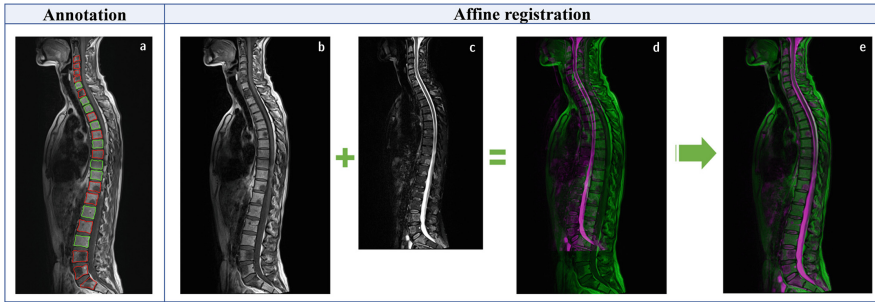 Annotation
Affine registration
a
b
c
d
e
+
=